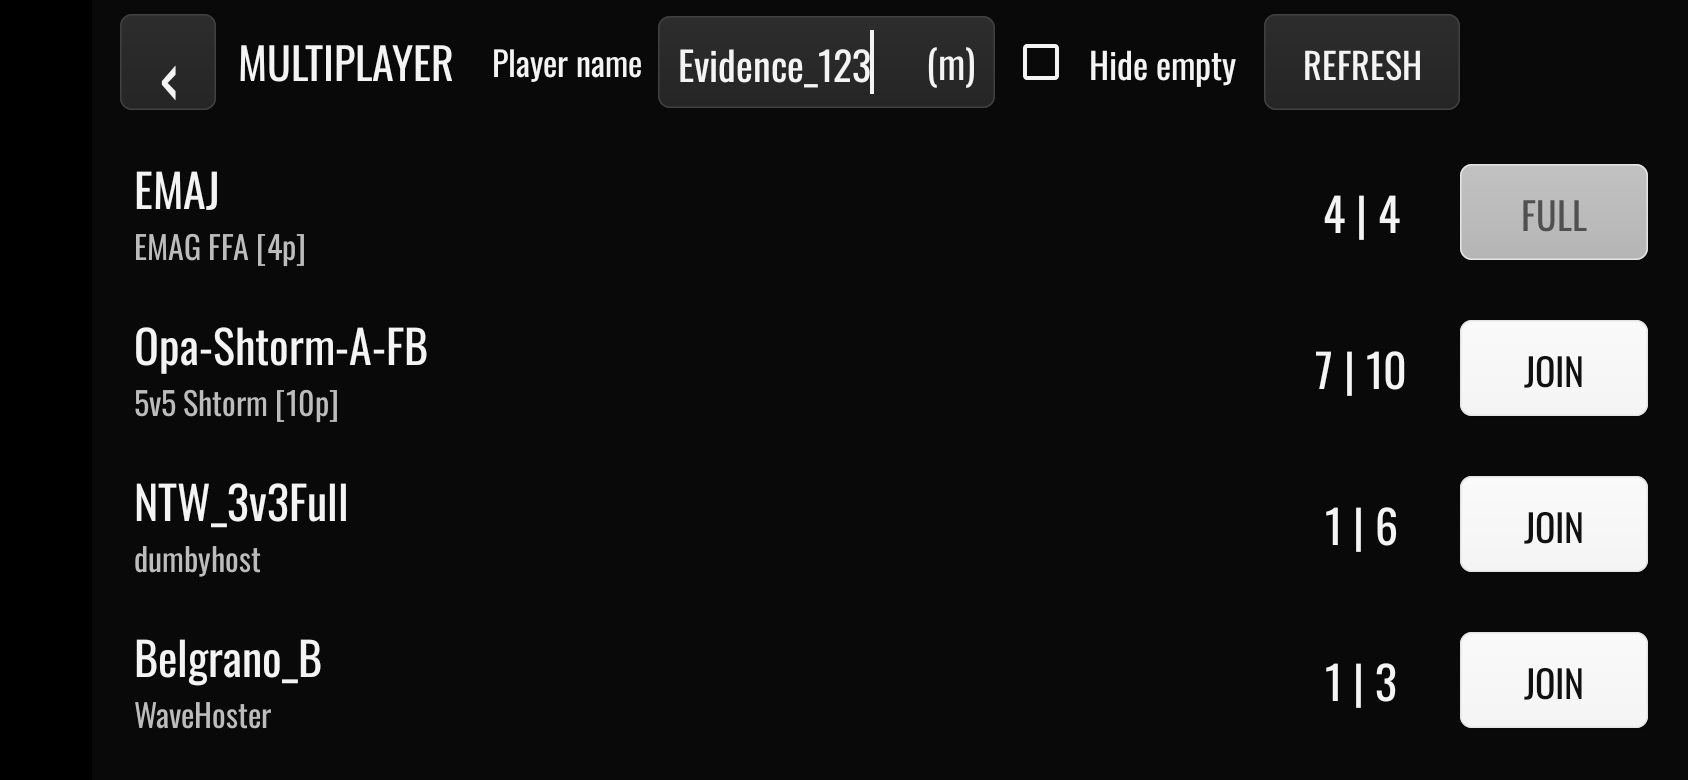 ‹ MULTIPLAYER Player name Evidence_123 (m) Hide empty REFRESH
EMAJ
EMAG FFA [4p]
4 | 4 FULL
Opa-Shtorm-A-FB
5v5 Shtorm [10p]
7 | 10 JOIN
NTW_3v3Full
dumbyhost
1 | 6 JOIN
Belgrano_B
WaveHoster
1 | 3 JOIN